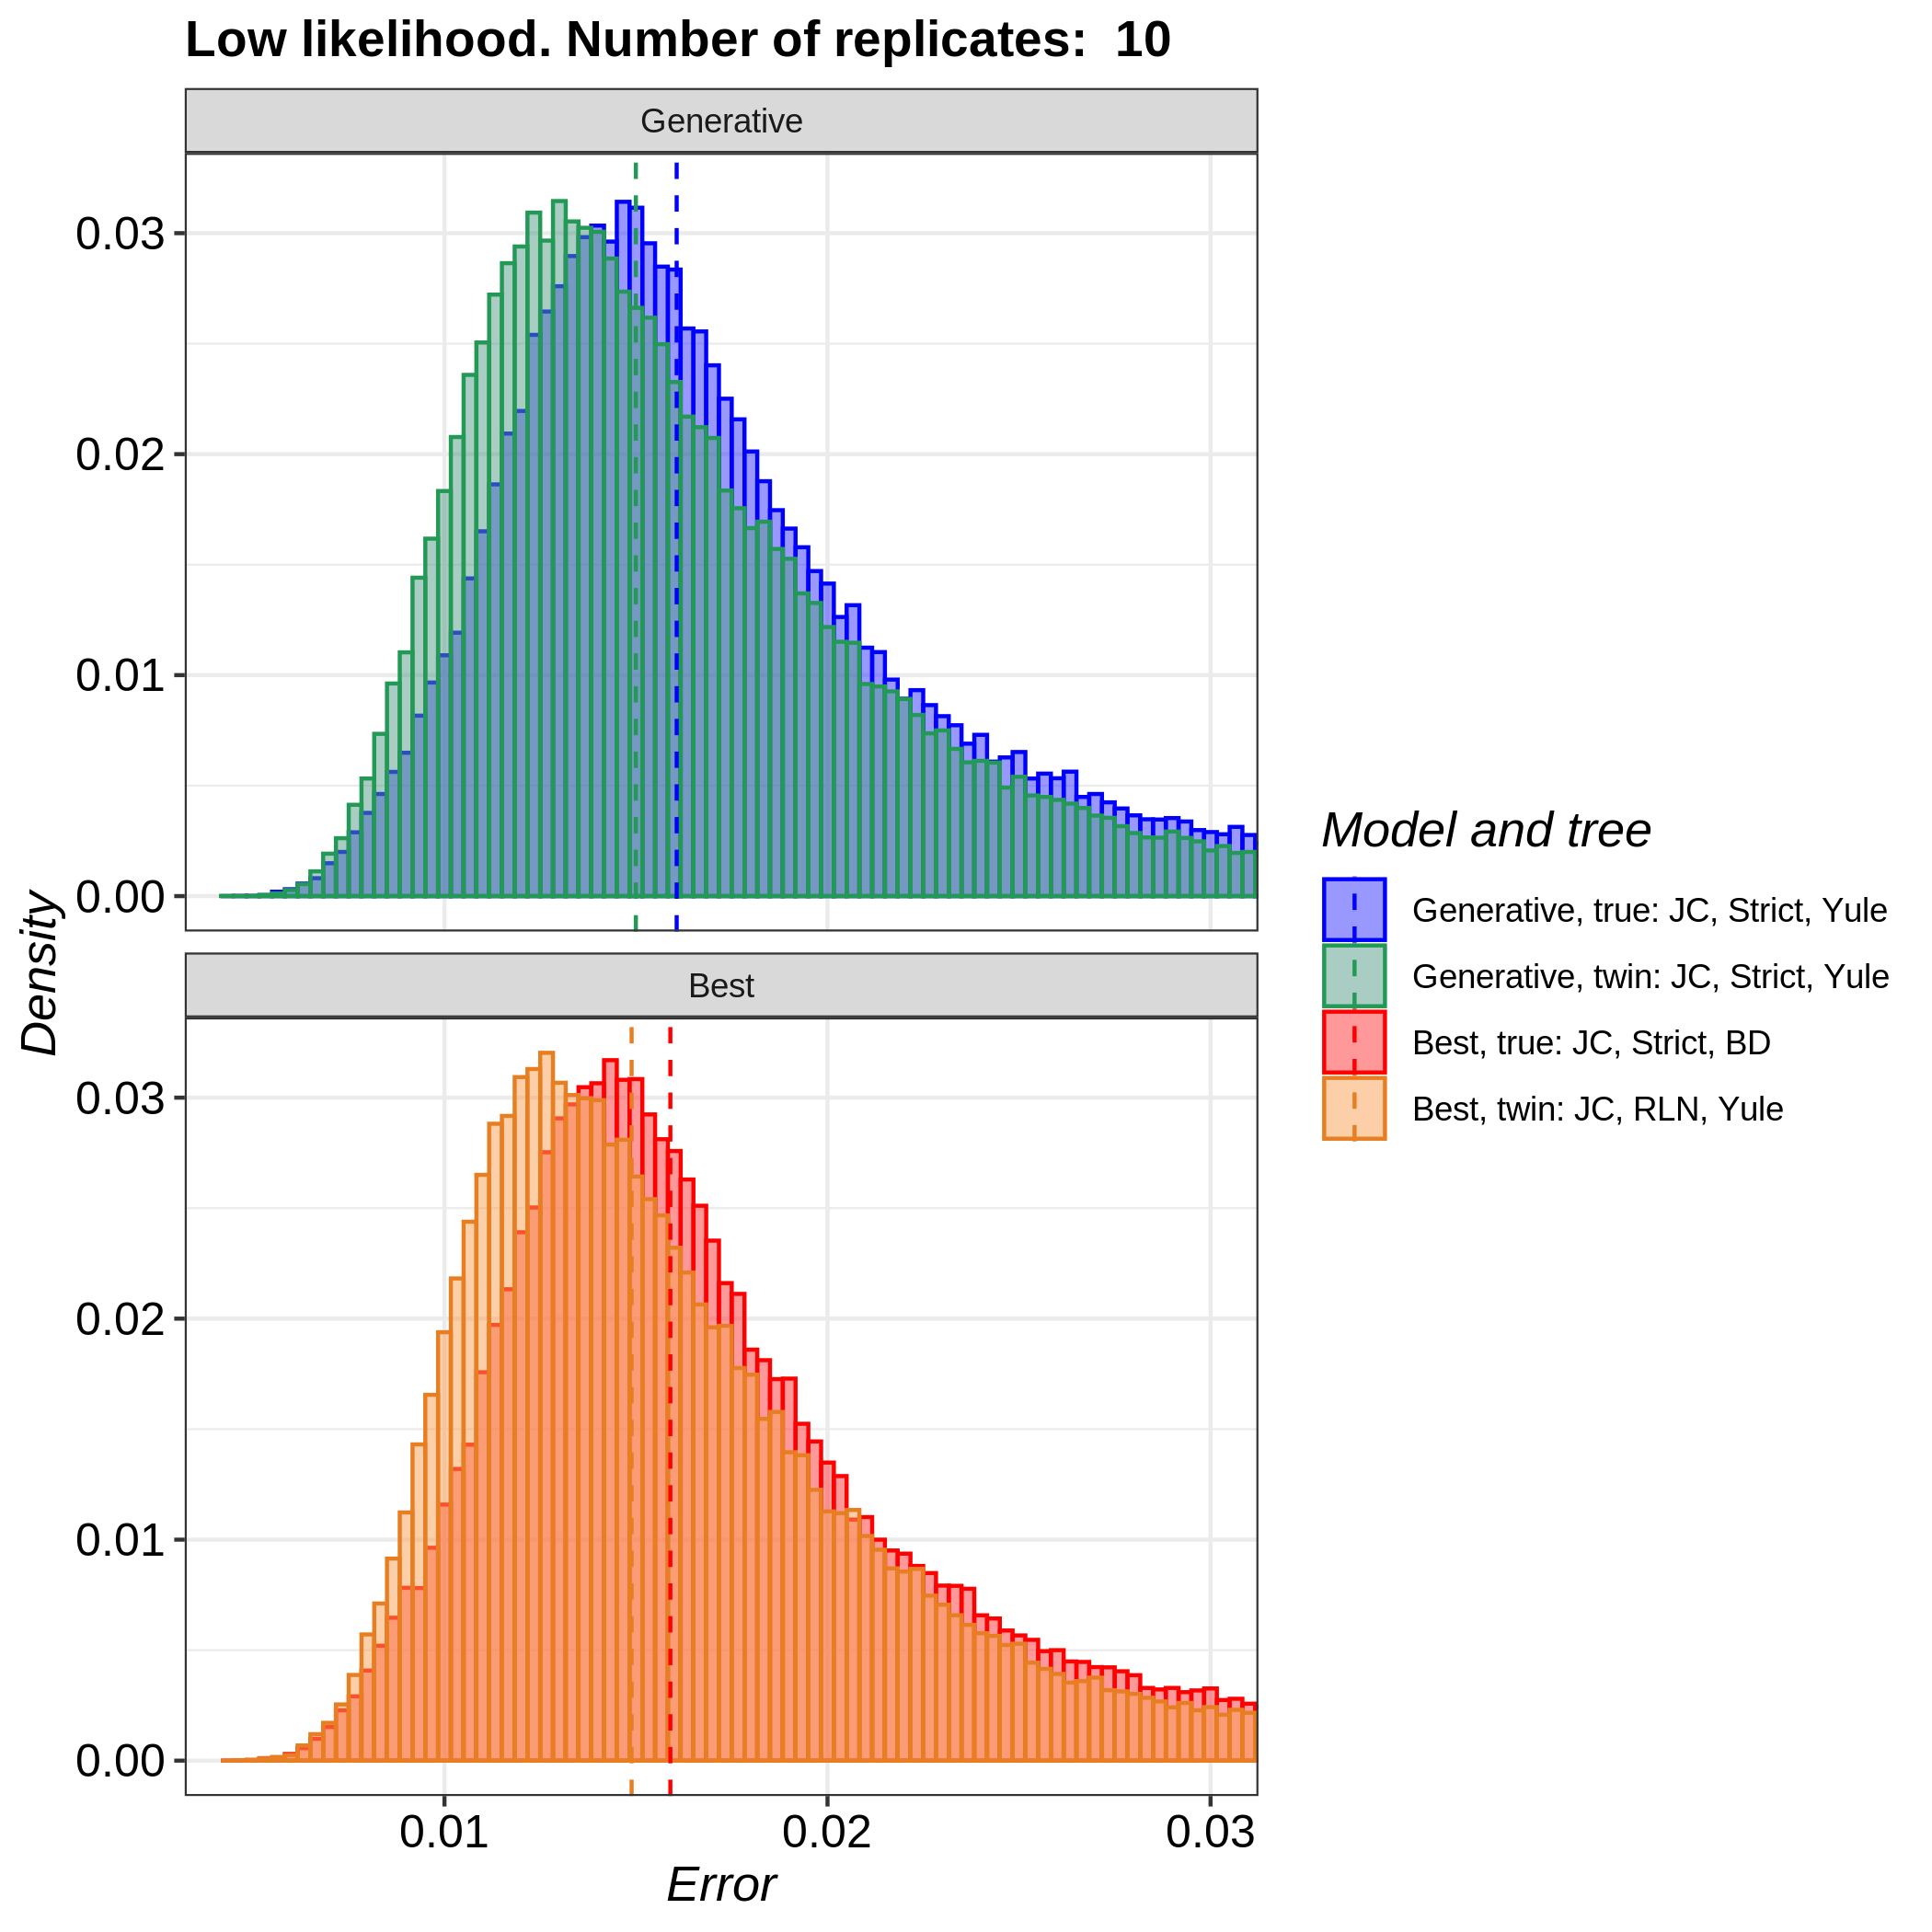 Low likelihood. Number of replicates:  10
Generative
0.03
0.02
0.01
0.00
Density
Best
0.03
0.02
0.01
0.00
0.01
0.02
0.03
Error
Model and tree
Generative, true: JC, Strict, Yule
Generative, twin: JC, Strict, Yule
Best, true: JC, Strict, BD
Best, twin: JC, RLN, Yule